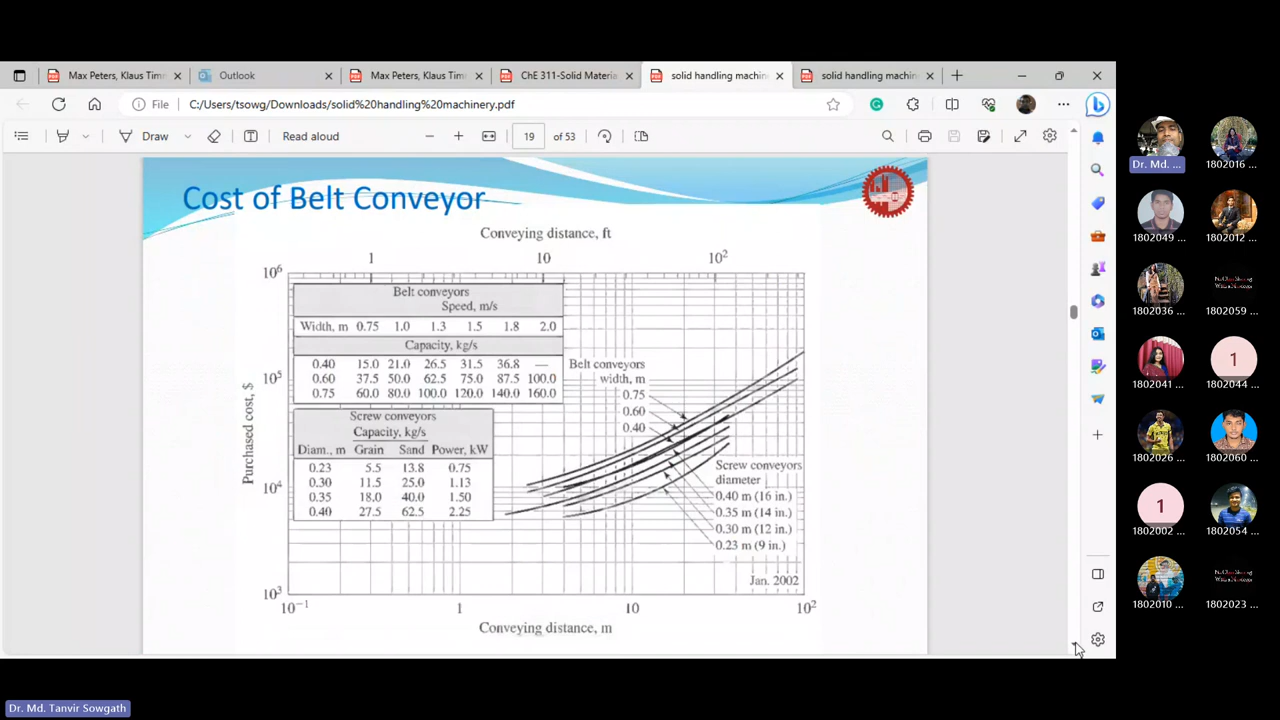 Max Peters, Klaus Tim
Outlook
Max Peters, Klaus Tim
ChE 311-Solid Materia
solid handling machin
solid handling machin
File
C:/Users/tsowg/Downloads/solid%20handling%20machinery.pdf
Draw
Read aloud
19
of 53
Cost of Belt Conveyor
Conveying distance, ft
1
10
10²
10⁶
10⁵
10⁴
10³
Purchased cost, $
Belt conveyors
Speed, m/s
Width, m 0.75 1.0 1.3 1.5 1.8 2.0
Capacity, kg/s
0.40 15.0 21.0 26.5 31.5 36.8 —
0.60 37.5 50.0 62.5 75.0 87.5 100.0
0.75 60.0 80.0 100.0 120.0 140.0 160.0
Screw conveyors
Capacity, kg/s
Diam., m Grain Sand Power, kW
0.23 5.5 13.8 0.75
0.30 11.5 25.0 1.13
0.35 18.0 40.0 1.50
0.40 27.5 62.5 2.25
Belt conveyors
width, m
0.75
0.60
0.40
Screw conveyors
diameter
0.40 m (16 in.)
0.35 m (14 in.)
0.30 m (12 in.)
0.23 m (9 in.)
Jan. 2002
10⁻¹
1
10
10²
Conveying distance, m
Dr. Md. ...
1802016 ...
1802049 ...
1802012 ...
1802036 ...
1802059 ...
1802041 ...
1
1802044 ...
1802026 ...
1802060 ...
1
1802002 ...
1802054 ...
1802010 ...
1802023 ...
Dr. Md. Tanvir Sowgath